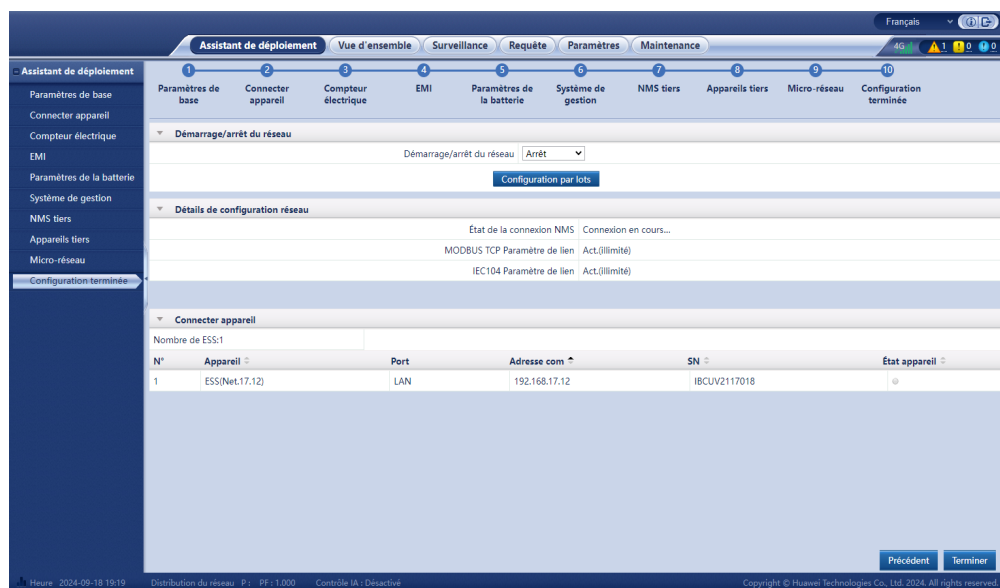 Français
Assistant de déploiement Vue d'ensemble Surveillance Requête Paramètres Maintenance
4G 1 0 0
Assistant de déploiement
Paramètres de base
Connecter appareil
Compteur électrique
EMI
Paramètres de la batterie
Système de gestion
NMS tiers
Appareils tiers
Micro-réseau
Configuration terminée
1 2 3 4 5 6 7 8 9 10
Paramètres de base Connecter appareil Compteur électrique EMI Paramètres de la batterie Système de gestion NMS tiers Appareils tiers Micro-réseau Configuration terminée
Démarrage/arrêt du réseau
Démarrage/arrêt du réseau Arrêt
Configuration par lots
Détails de configuration réseau
État de la connexion NMS Connexion en cours...
MODBUS TCP Paramètre de lien Act.(illimité)
IEC104 Paramètre de lien Act.(illimité)
Connecter appareil
Nombre de ESS:1
N° Appareil Port Adresse com SN État appareil
1 ESS(Net.17.12) LAN 192.168.17.12 IBCUV2117018
Précédent Terminer
Heure 2024-09-18 19:19 Distribution du réseau P : PF : 1.000 Contrôle IA : Désactivé Copyright © Huawei Technologies Co., Ltd. 2024. All rights reserved.